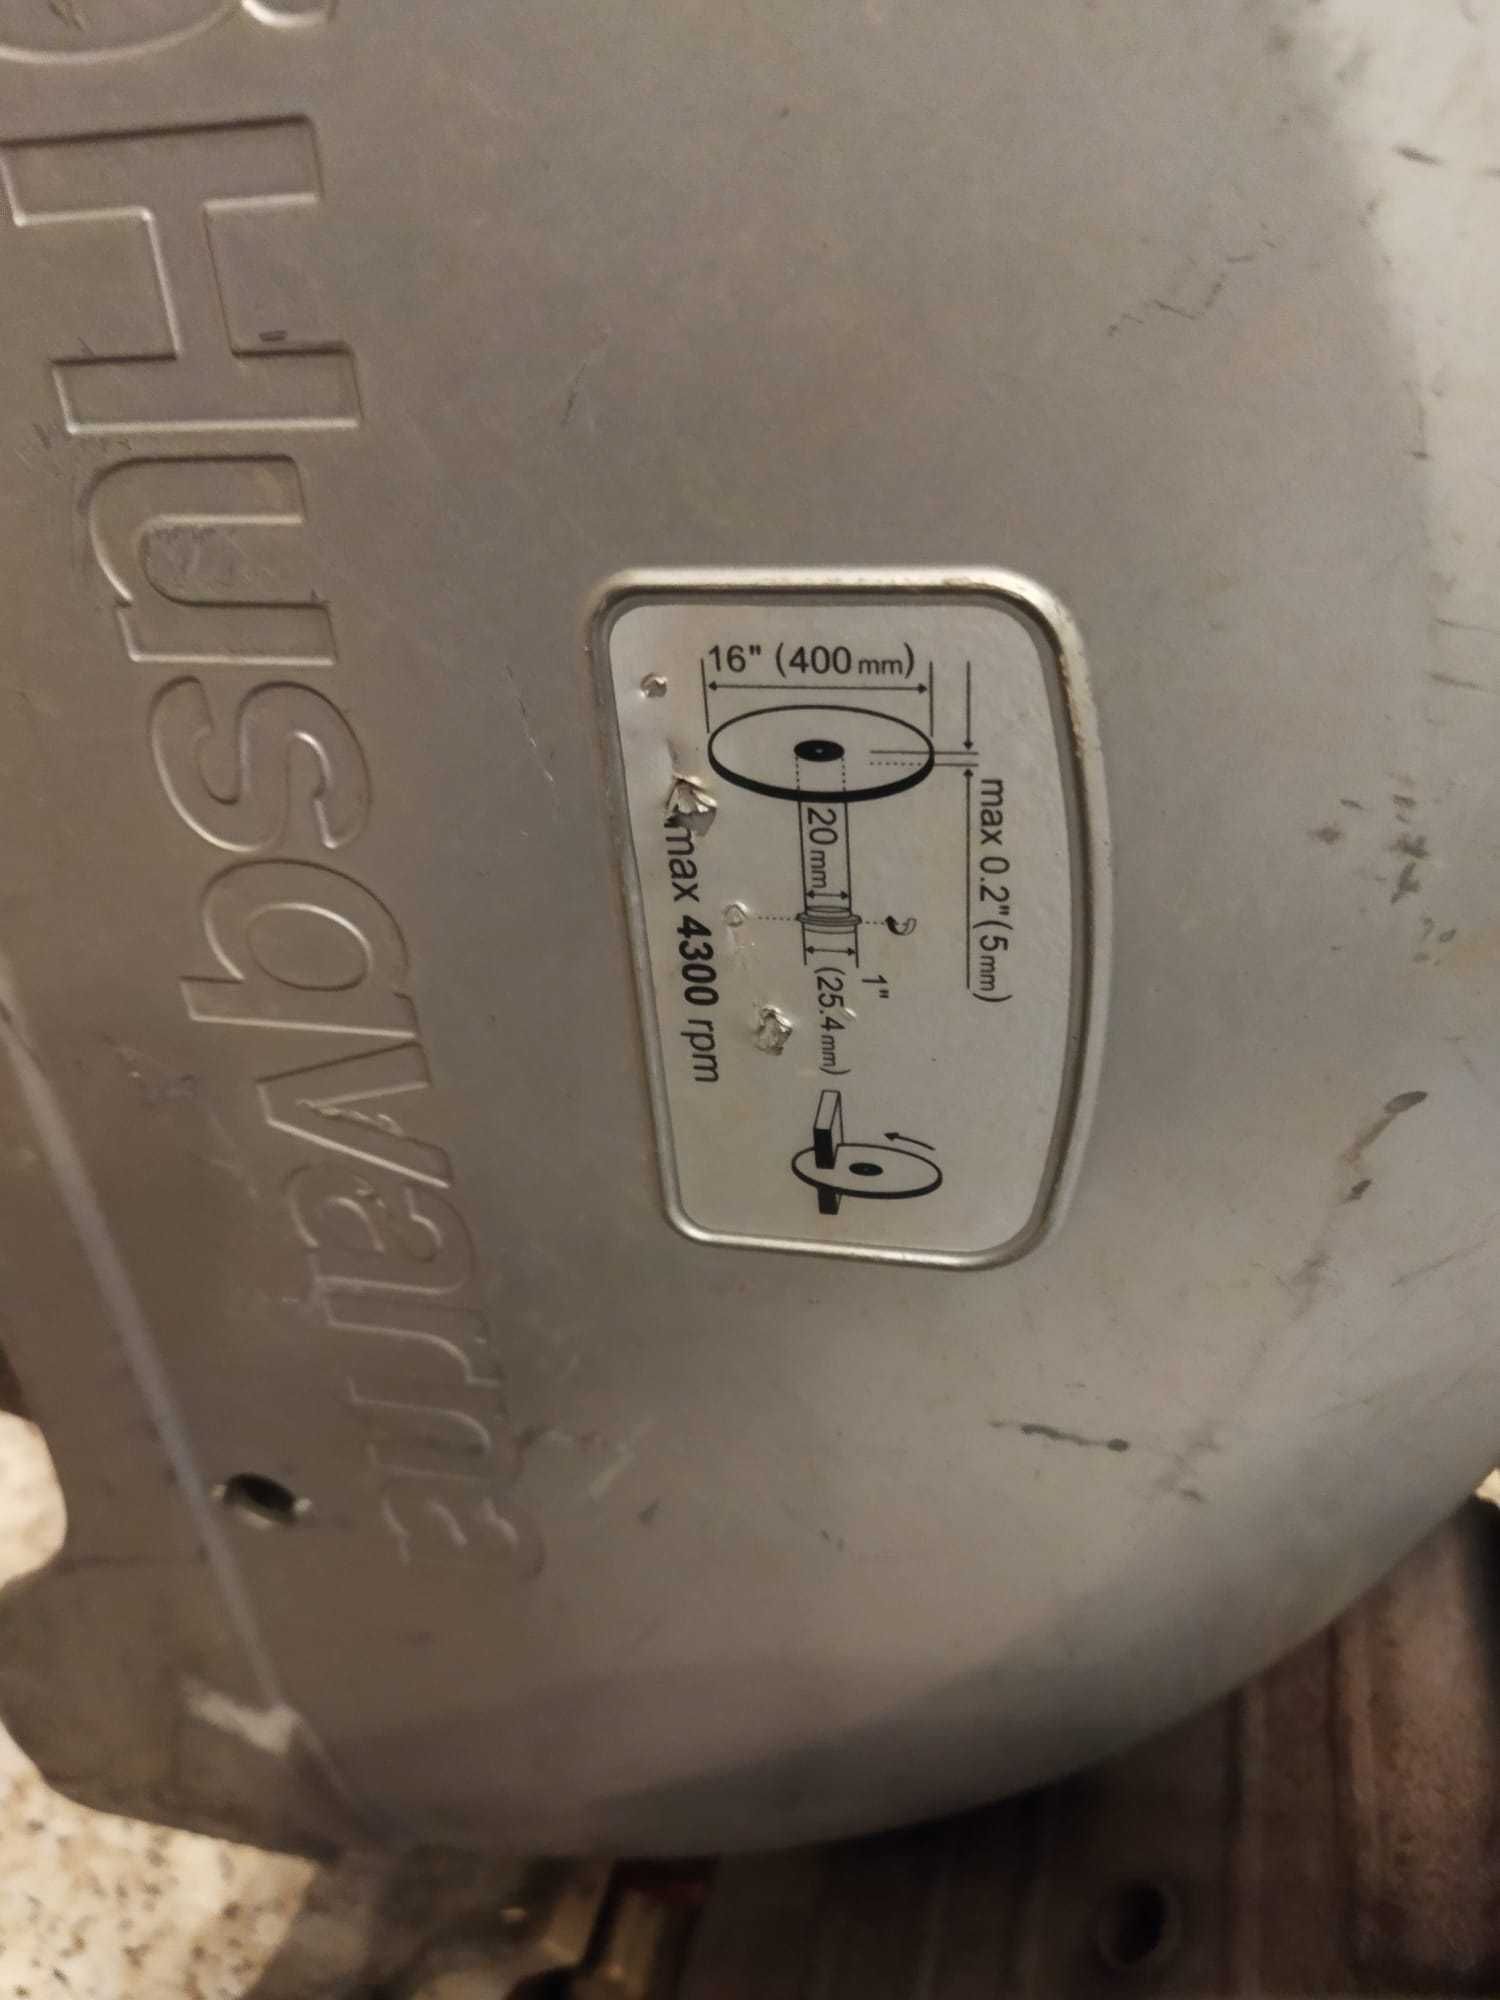 Husqvarna
16" (400mm)
max 0.2" (5mm)
20mm
1"
(25.4mm)
max 4300 rpm